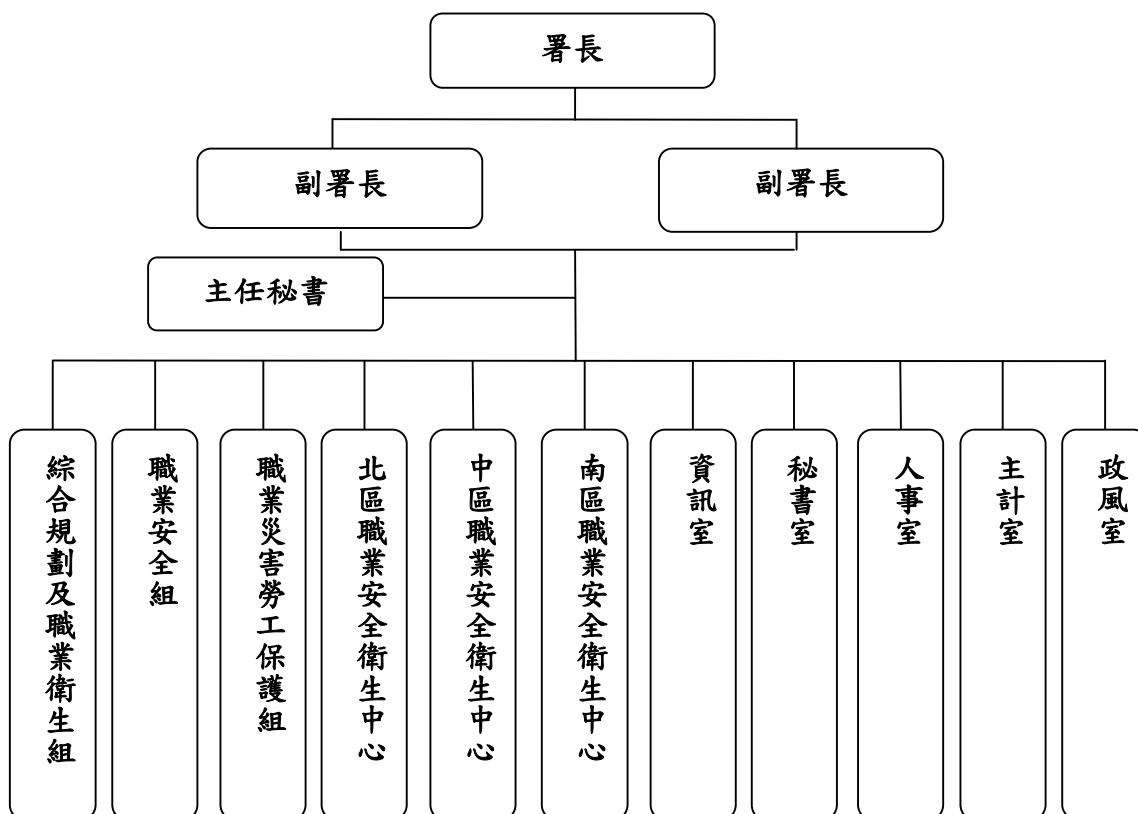 署長
副署長
副署長
主任秘書
綜合規劃及職業衛生組
職業安全組
職業災害勞工保護組
北區職業安全衛生中心
中區職業安全衛生中心
南區職業安全衛生中心
資訊室
秘書室
人事室
主計室
政風室